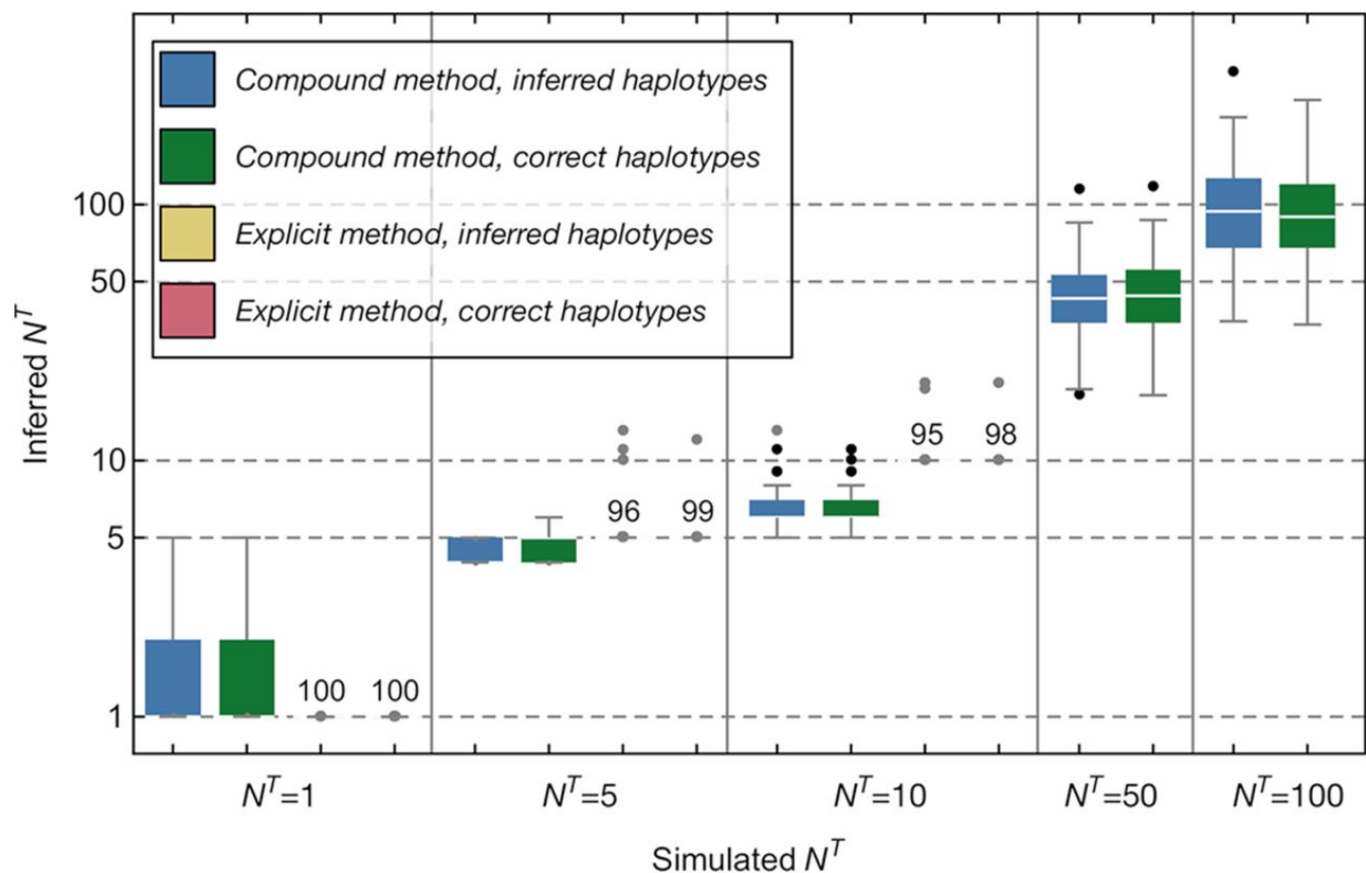 Compound method, inferred haplotypes
Compound method, correct haplotypes
Explicit method, inferred haplotypes
Explicit method, correct haplotypes
100
50
10
5
1
Inferred N^T
100 100
96 99
95 98
N^T=1 N^T=5 N^T=10 N^T=50 N^T=100
Simulated N^T